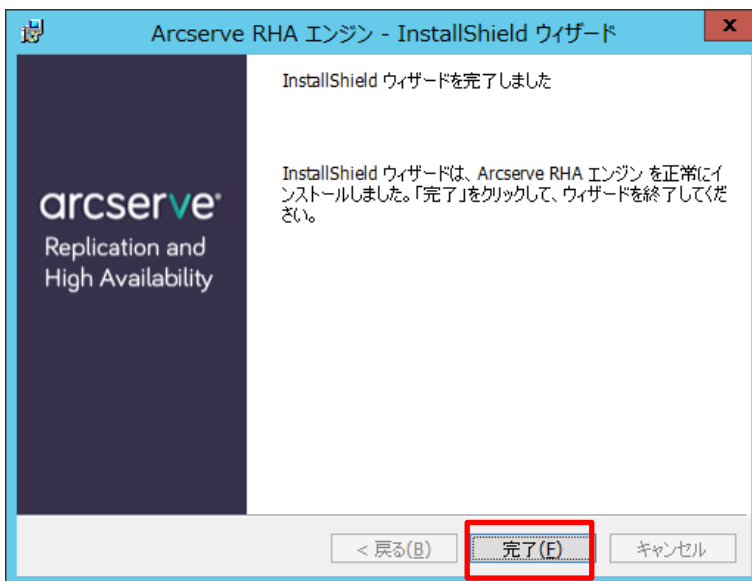 Arcserve RHA エンジン - InstallShield ウィザード
x
InstallShield ウィザードを完了しました
InstallShield ウィザードは、Arcserve RHA エンジン を正常にイ
ンストールしました。「完了」をクリックして、ウィザードを終了してくだ
さい。
arcserve
Replication and
High Availability
< 戻る(B)
完了(F)
キャンセル